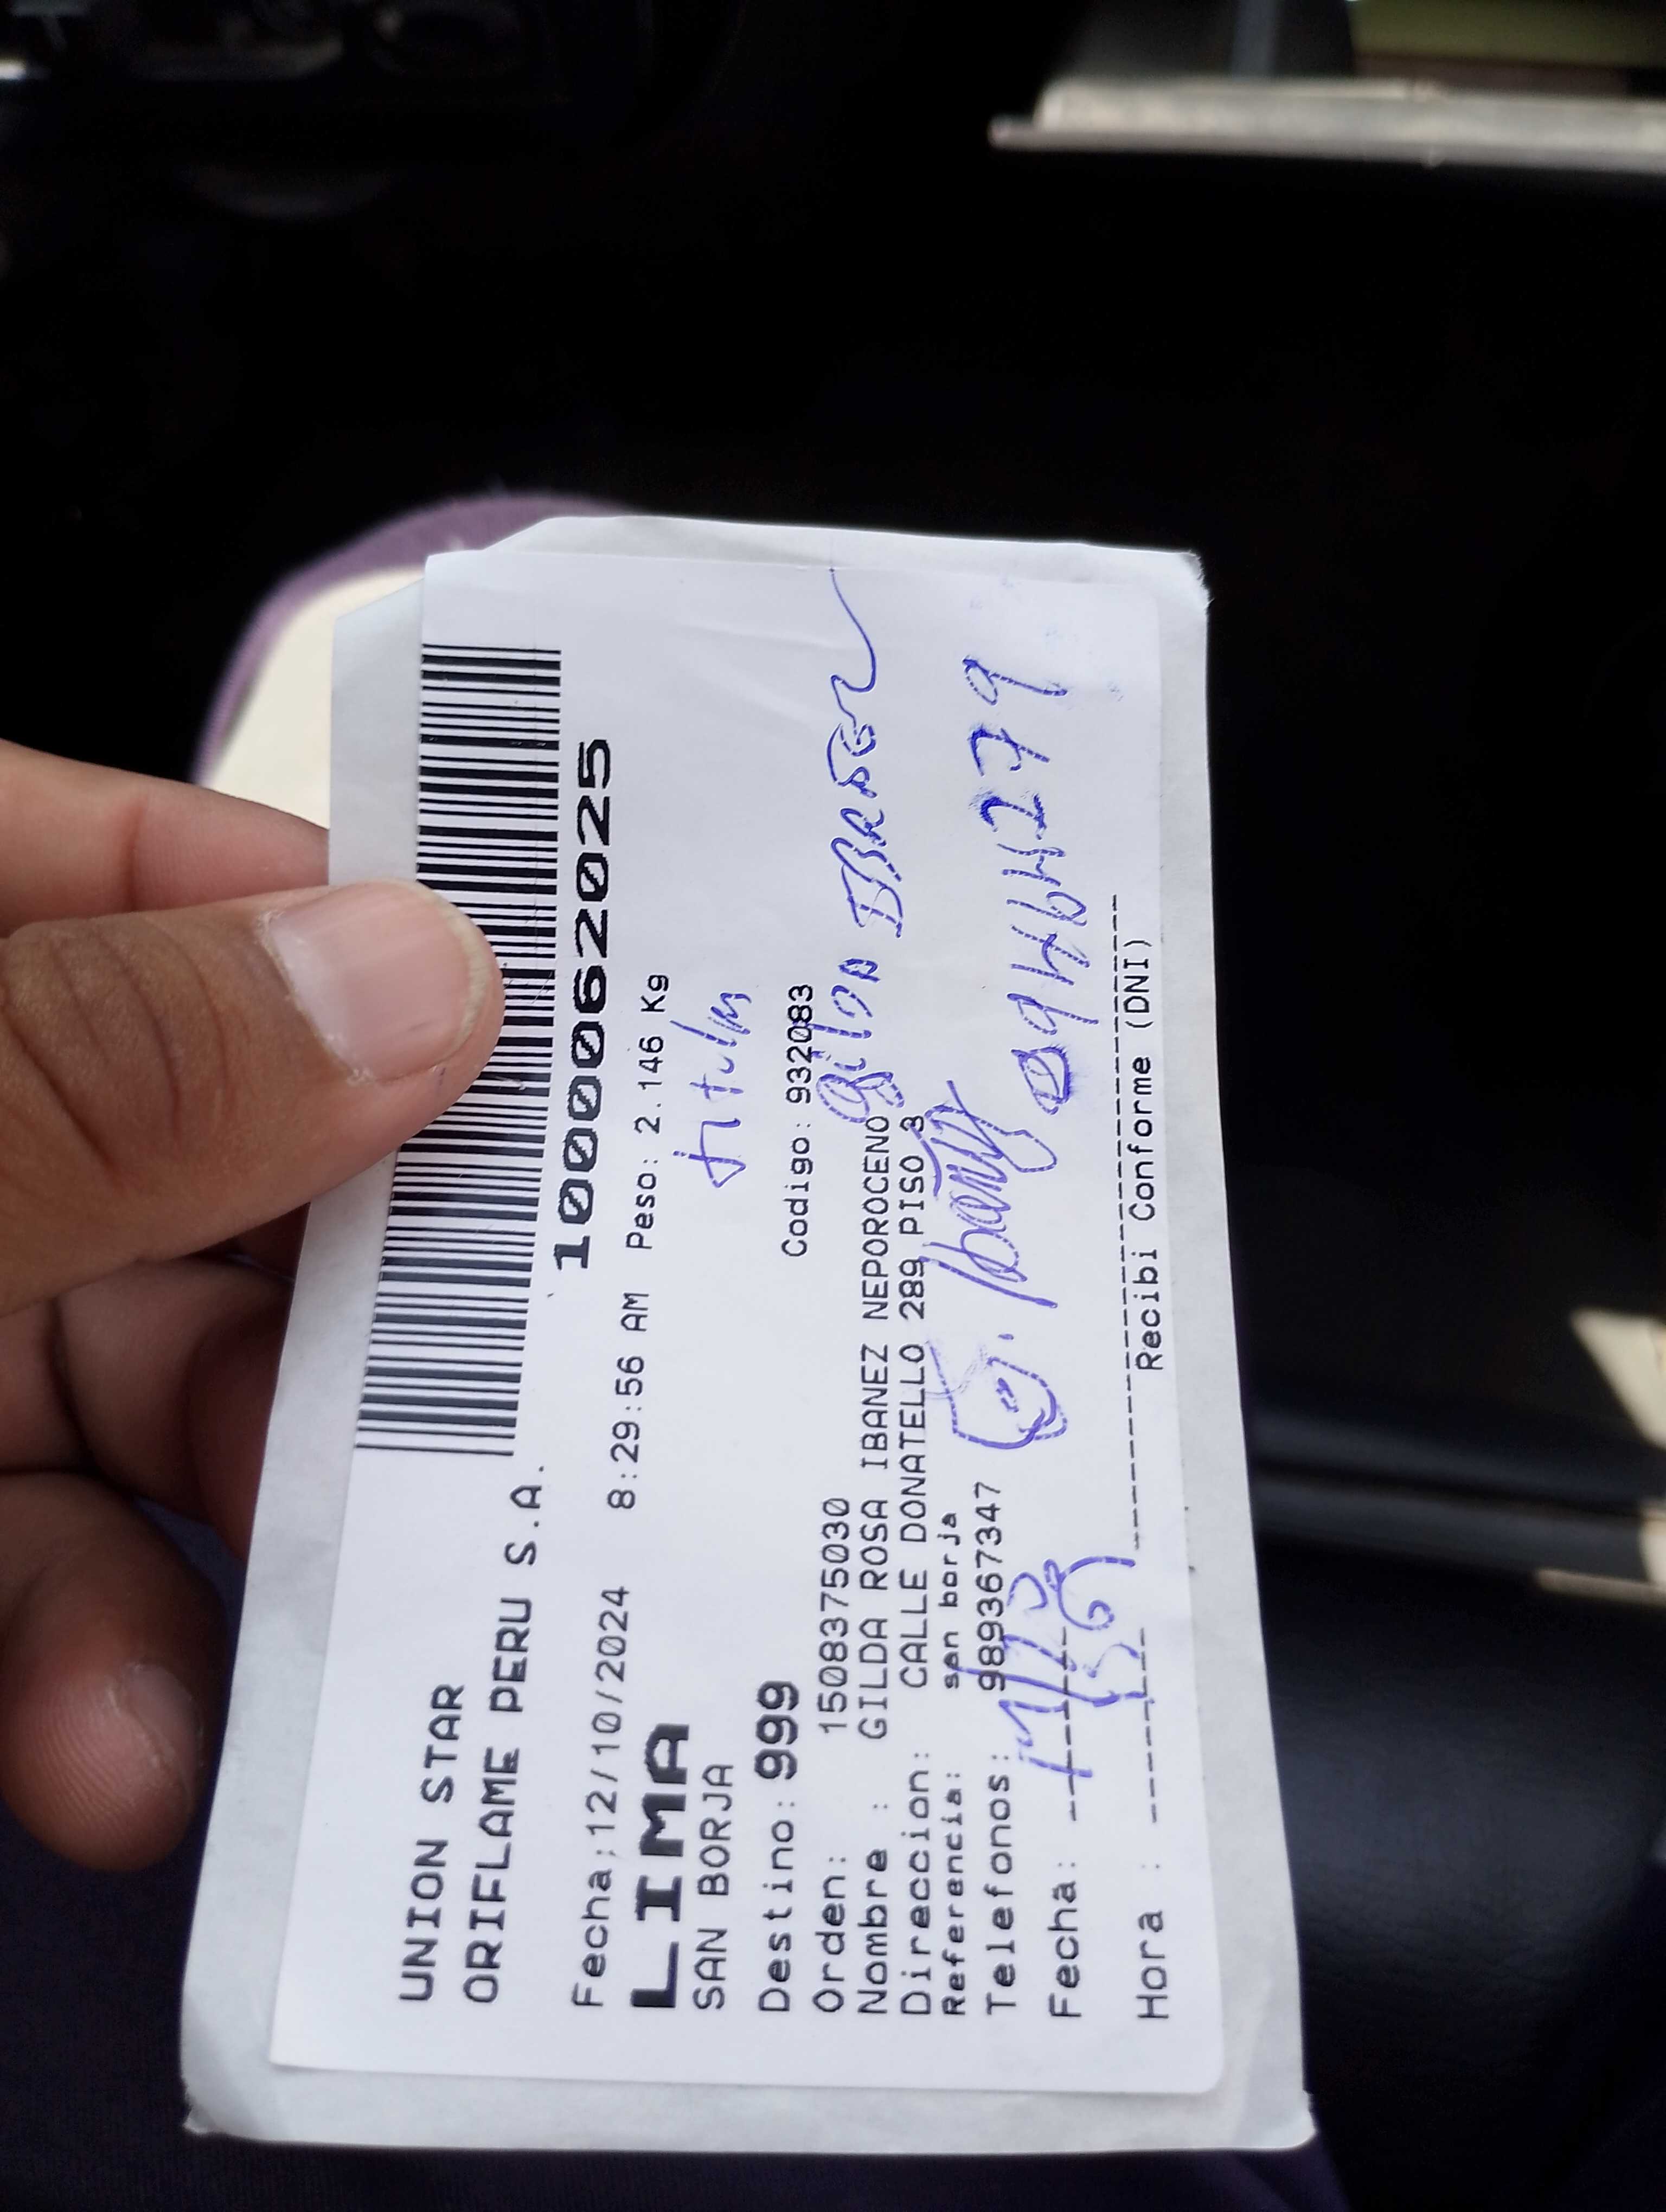 UNION STAR
ORIFLAME PERU S.A.
1000062025
Fecha:12/10/2024 8:29:56 AM Peso: 2.146 Kg
LIMA
SAN BORJA
titular
Destino: 999 Codigo: 932083
Orden: 1508375030
Nombre : GILDA ROSA IBANEZ NEPOROCENO
Direccion: CALLE DONATELLO 289 PISO 3
Referencia: san borja
Telefonos: 989367347
Fecha:
Hora :
Recibi Conforme (DNI)